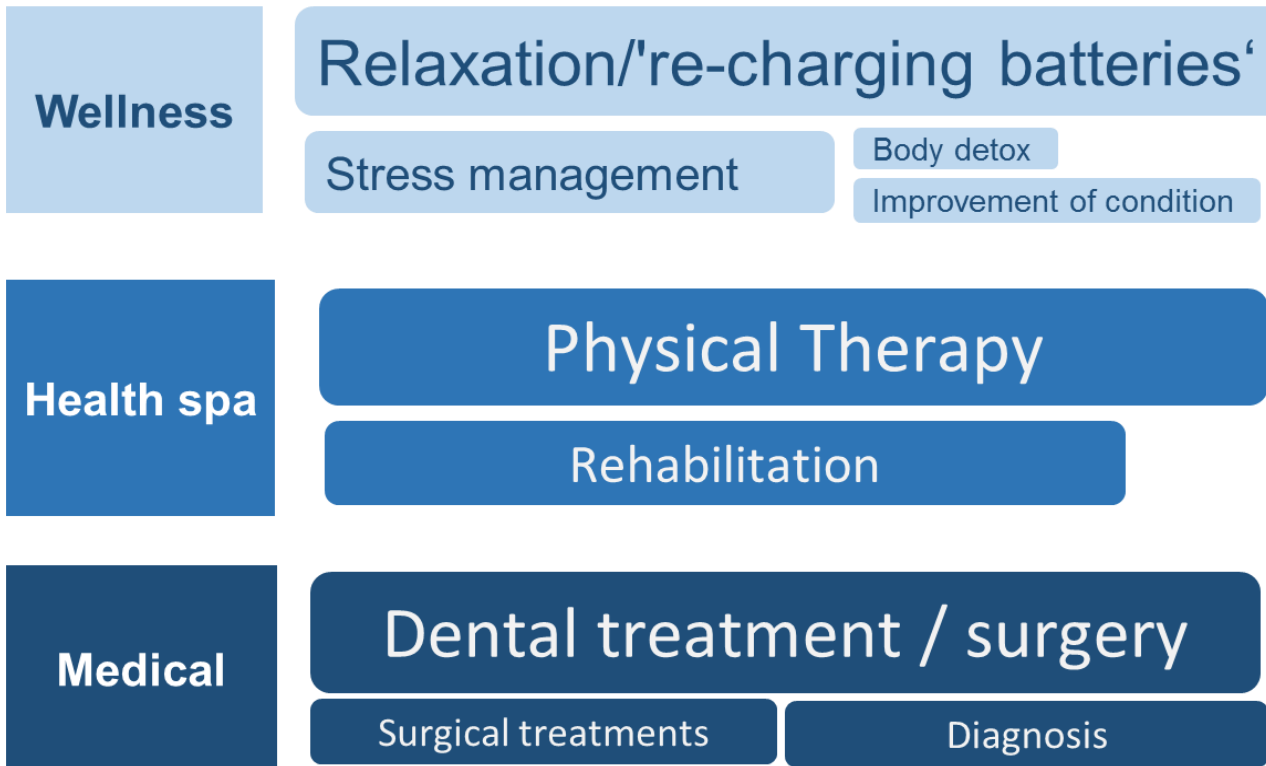 Wellness
Relaxation/'re-charging batteries‘
Stress management
Body detox
Improvement of condition
Health spa
Physical Therapy
Rehabilitation
Medical
Dental treatment / surgery
Surgical treatments
Diagnosis